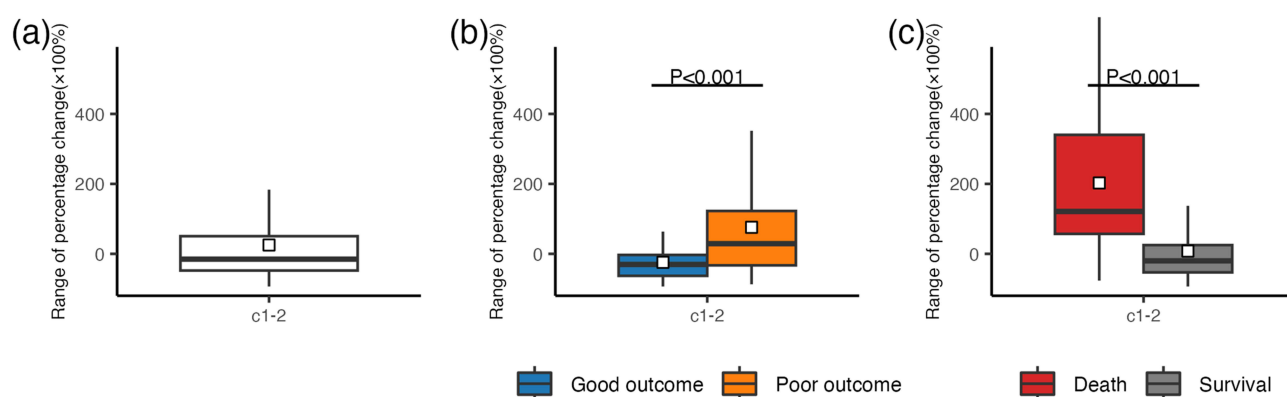 (a)
Range of percentage change(×100%)
400
200
0
c1-2
(b)
Range of percentage change(×100%)
400
200
0
P<0.001
c1-2
Good outcome
Poor outcome
(c)
Range of percentage change(×100%)
400
200
0
P<0.001
c1-2
Death
Survival